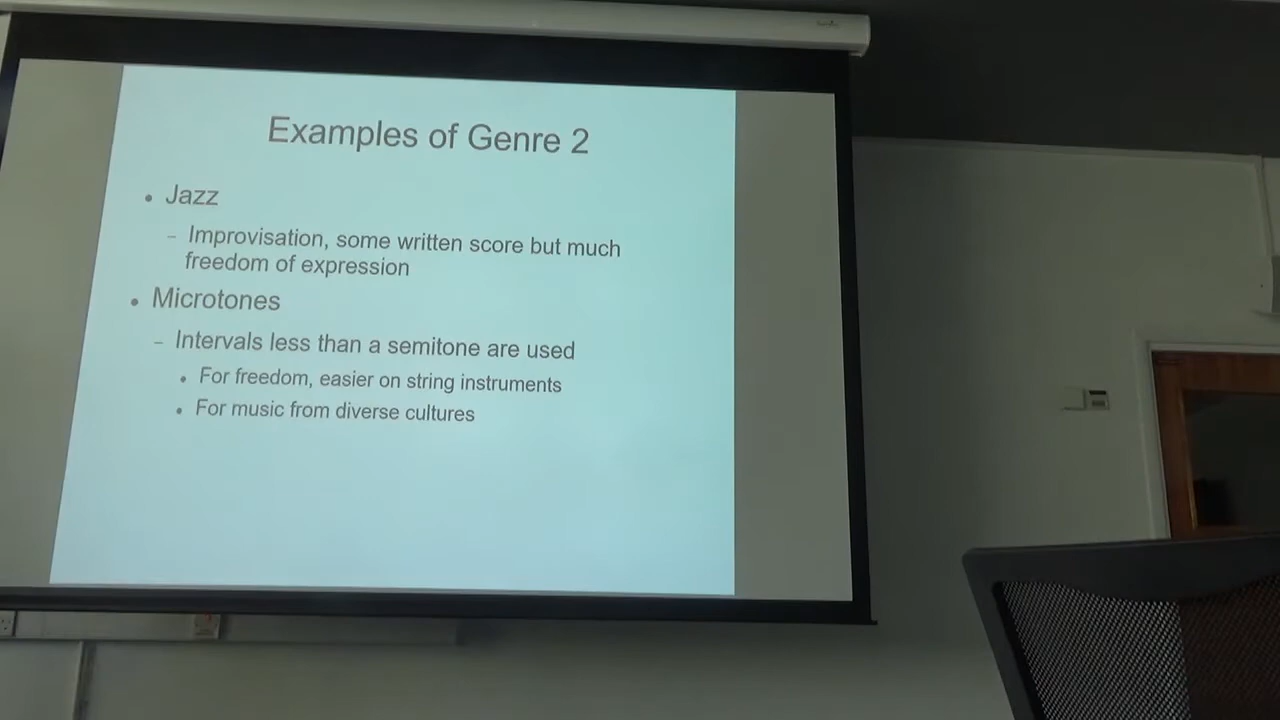 Examples of Genre 2
• Jazz
– Improvisation, some written score but much
freedom of expression
• Microtones
– Intervals less than a semitone are used
• For freedom, easier on string instruments
• For music from diverse cultures